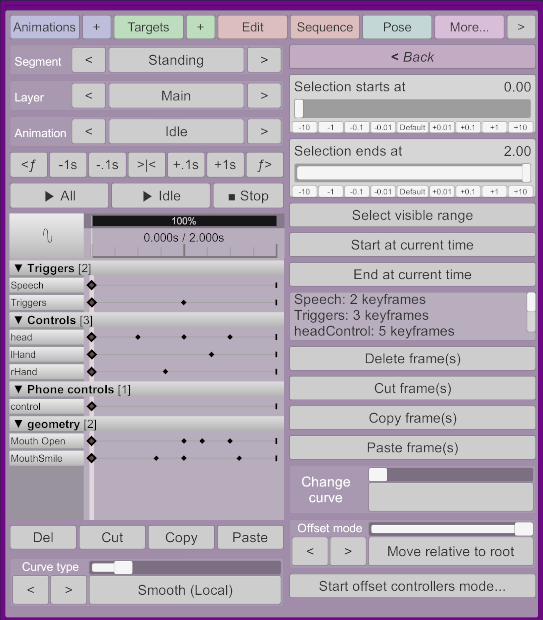 Animations + Targets + Edit Sequence Pose More... >
Segment < Standing >
Layer < Main >
Animation < Idle >
<f -1s -.1s >|< +.1s +1s f>
▶ All ▶ Idle ■ Stop
100%
0.000s / 2.000s
▼ Triggers [2]
Speech
Triggers
▼ Controls [3]
head
lHand
rHand
▼ Phone controls [1]
control
▼ geometry [2]
Mouth Open
MouthSmile
Del Cut Copy Paste
Curve type
< > Smooth (Local)
< Back
Selection starts at 0.00
-10 -1 -0.1 -0.01 Default +0.01 +0.1 +1 +10
Selection ends at 2.00
-10 -1 -0.1 -0.01 Default +0.01 +0.1 +1 +10
Select visible range
Start at current time
End at current time
Speech: 2 keyframes
Triggers: 3 keyframes
headControl: 5 keyframes
Delete frame(s)
Cut frame(s)
Copy frame(s)
Paste frame(s)
Change
curve
Offset mode
< > Move relative to root
Start offset controllers mode...